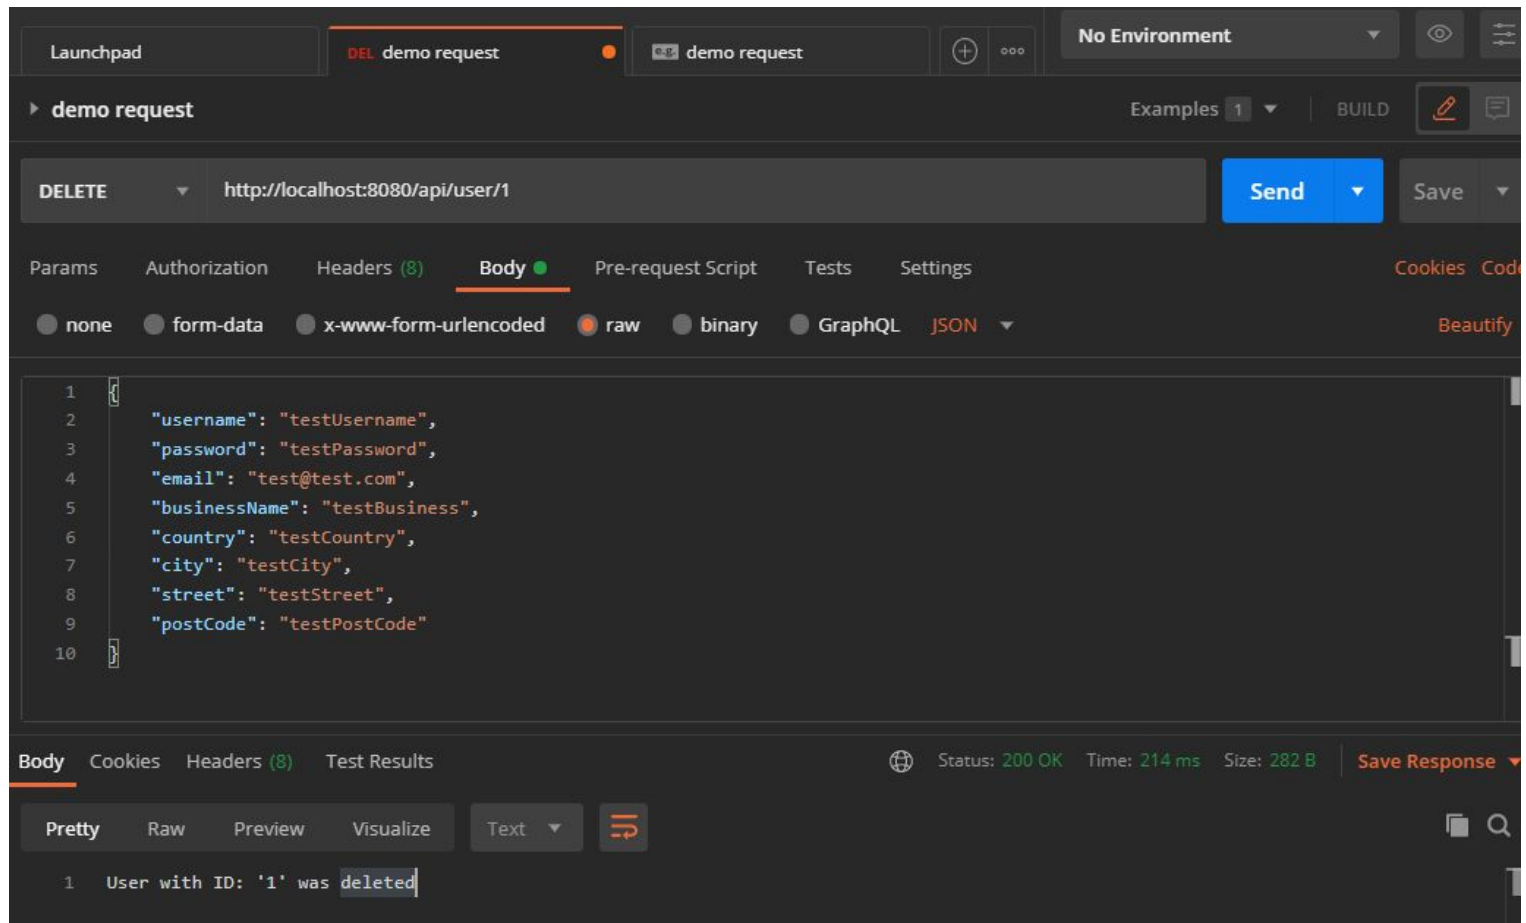 Launchpad DEL demo request e.g. demo request No Environment
demo request Examples 1 BUILD
DELETE http://localhost:8080/api/user/1 Send Save
Params Authorization Headers (8) Body Pre-request Script Tests Settings Cookies Code
none form-data x-www-form-urlencoded raw binary GraphQL JSON Beautify
1 {
2 "username": "testUsername",
3 "password": "testPassword",
4 "email": "test@test.com",
5 "businessName": "testBusiness",
6 "country": "testCountry",
7 "city": "testCity",
8 "street": "testStreet",
9 "postCode": "testPostCode"
10 }
Body Cookies Headers (8) Test Results Status: 200 OK Time: 214 ms Size: 282 B Save Response
Pretty Raw Preview Visualize Text
1 User with ID: '1' was deleted